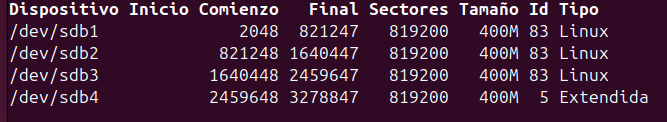 Dispositivo Inicio Comienzo Final Sectores Tamaño Id Tipo
/dev/sdb1 2048 821247 819200 400M 83 Linux
/dev/sdb2 821248 1640447 819200 400M 83 Linux
/dev/sdb3 1640448 2459647 819200 400M 83 Linux
/dev/sdb4 2459648 3278847 819200 400M 5 Extendida